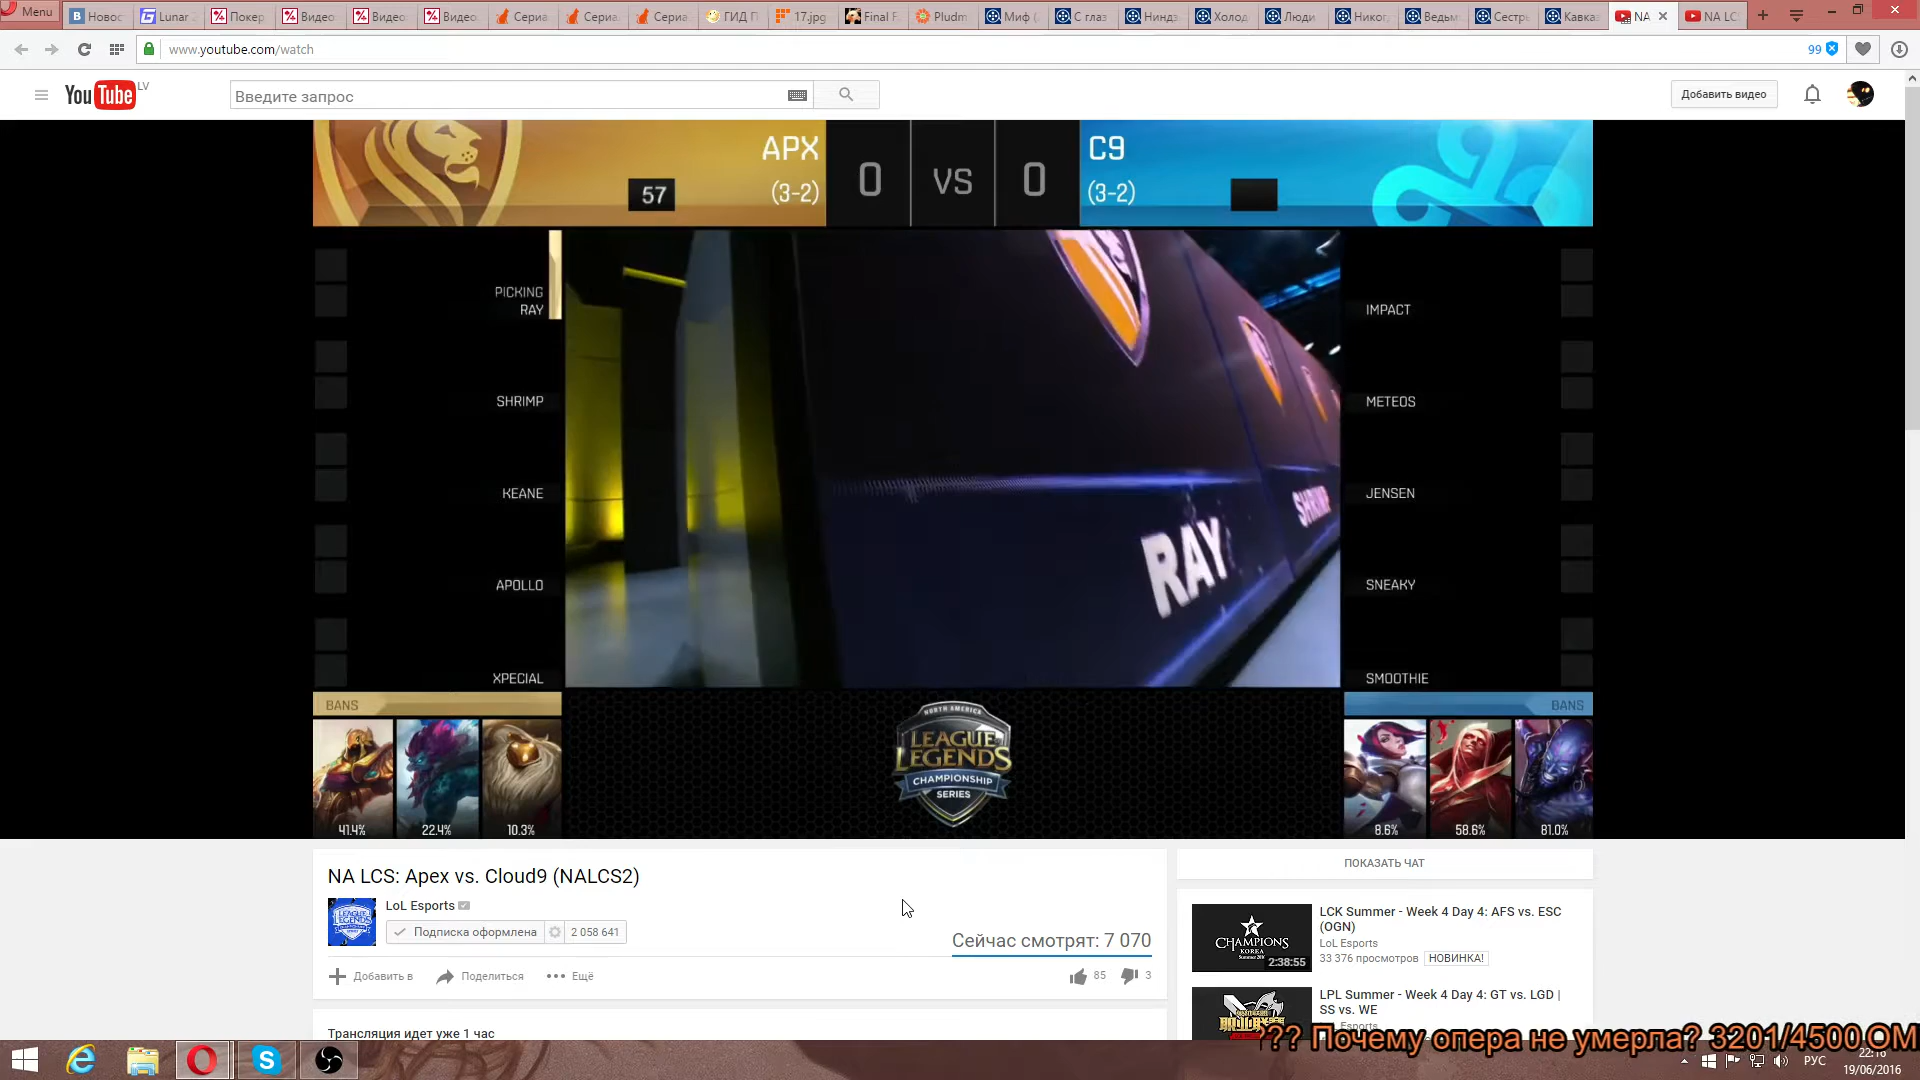 Menu
Новос
Lunar
Покер
Видео
Видео
Видео
Сериа
Сериа
Сериа
ГИД П
17.jpg
Final F
Pludm
Миф (
С глаз
Нинд
Холод
Люди
Никог
Ведьм
Сестр
Кавка
NA
NA LC
www.youtube.com/watch
99
YouTube LV
Введите запрос
Добавить видео
APX
(3-2)
57
0 VS 0
C9
(3-2)
PICKING
RAY
SHRIMP
KEANE
APOLLO
XPECIAL
RAY
SHRIMP
IMPACT
METEOS
JENSEN
SNEAKY
SMOOTHIE
BANS
41.4%
22.4%
10.3%
NORTH AMERICA
LEAGUE
LEGENDS
CHAMPIONSHIP
SERIES
BANS
8.6%
58.6%
81.0%
NA LCS: Apex vs. Cloud9 (NALCS2)
LoL Esports
Подписка оформлена
2 058 641
Сейчас смотрят: 7 070
Добавить в
Поделиться
Ещё
85
3
Трансляция идет уже 1 час
ПОКАЗАТЬ ЧАТ
CHAMPIONS
KOREA
2:38:55
LCK Summer - Week 4 Day 4: AFS vs. ESC
(OGN)
LoL Esports
33 376 просмотров
НОВИНКА!
LPL Summer - Week 4 Day 4: GT vs. LGD |
SS vs. WE
Esports
?? Почему опера не умерла? 3201/4500 ОМ
РУС
22:16
19/06/2016